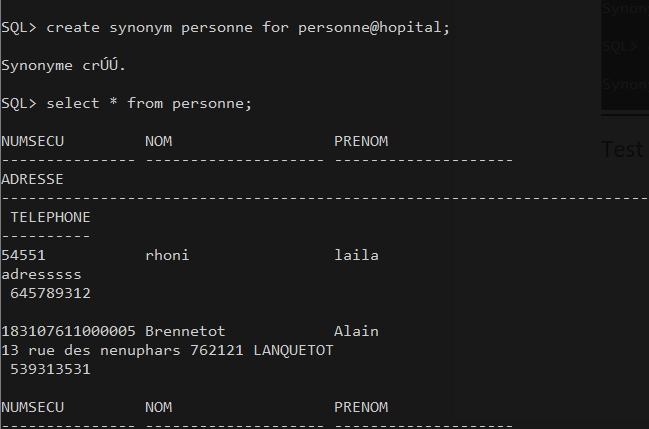 SQL> create synonym personne for personne@hopital;
Synonyme crÚÚ.
SQL> select * from personne;
NUMSECU NOM PRENOM
--------------- -------------------- --------------------
ADRESSE
------------------------------------------------------------------------
TELEPHONE
----------
54551 rhoni laila
adresssss
645789312
183107611000005 Brennetot Alain
13 rue des nenuphars 762121 LANQUETOT
539313531
NUMSECU NOM PRENOM
--------------- -------------------- --------------------
Synon
SQL>
Synon
Test